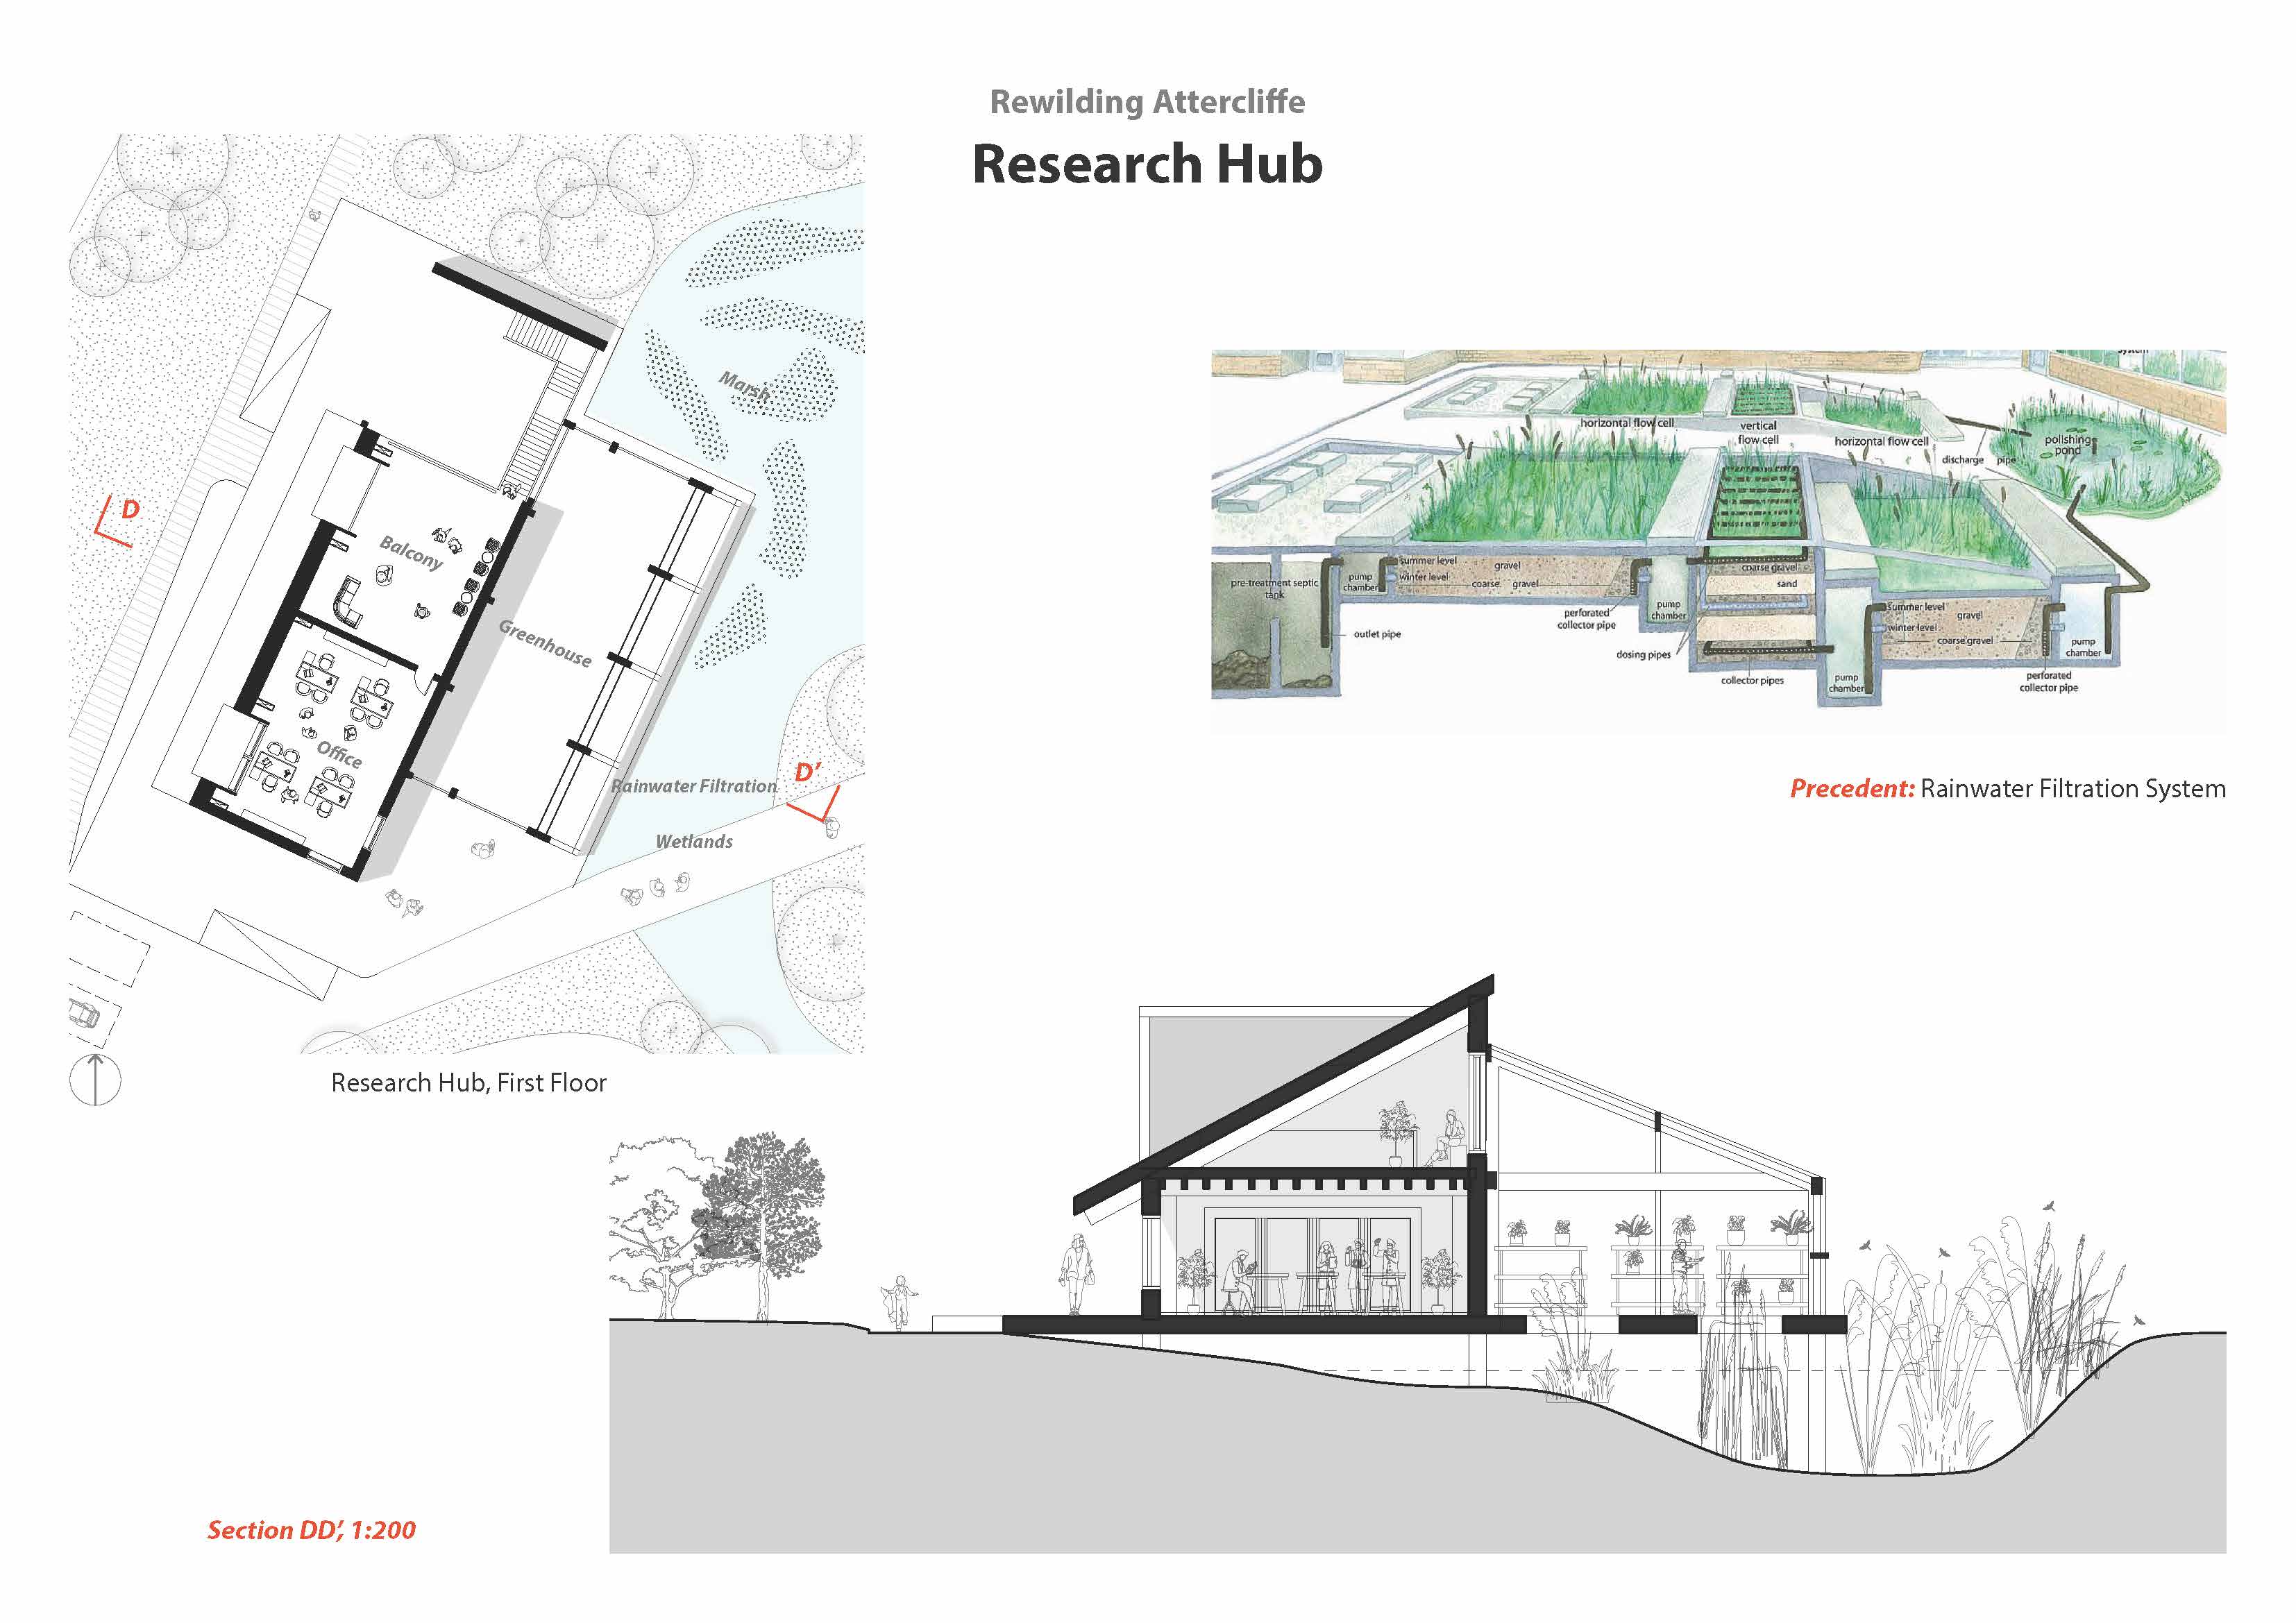 Rewilding Attercliffe
Research Hub
Marsh
D
Balcony
Greenhouse
Office
D’
Rainwater Filtration
Wetlands
Research Hub, First Floor
system
horizontal flow cell
vertical
flow cell
horizontal flow cell
polishing
pond
discharge pipe
pre-treatment septic
tank
pump
chamber
summer level
winter level
gravel
coarse gravel
outlet pipe
perforated
collector pipe
pump
chamber
dosing pipes
coarse gravel
sand
collector pipes
pump
chamber
summer level
winter level
gravel
coarse gravel
pump
chamber
perforated
collector pipe
Precedent: Rainwater Filtration System
Section DD’, 1:200